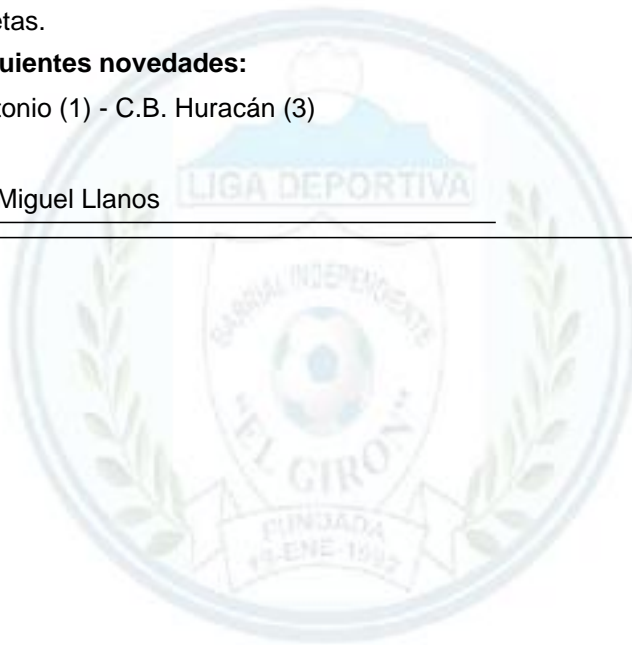 etas.
uientes novedades:
tonio (1) - C.B. Huracán (3)
Miguel Llanos
LIGA DEPORTIVA
BARRIAL INDEPENDIENTE
"EL GIRON"
FUNDADA